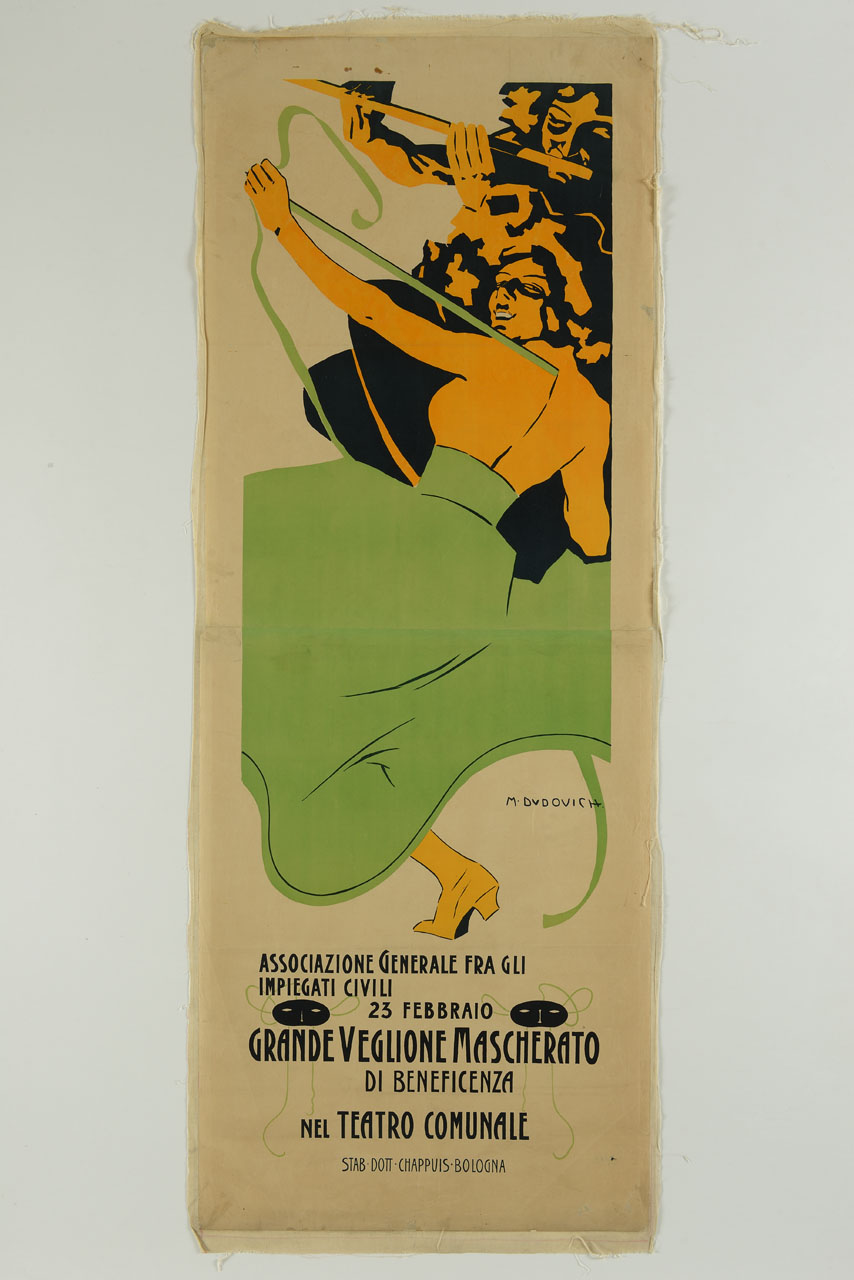 M. DUDOVICH.
ASSOCIAZIONE GENERALE FRA GLI
IMPIEGATI CIVILI
23 FEBBRAIO
GRANDE VEGLIONE MASCHERATO
DI BENEFICENZA
NEL TEATRO COMUNALE
STAB·DOTT·CHAPPUIS·BOLOGNA